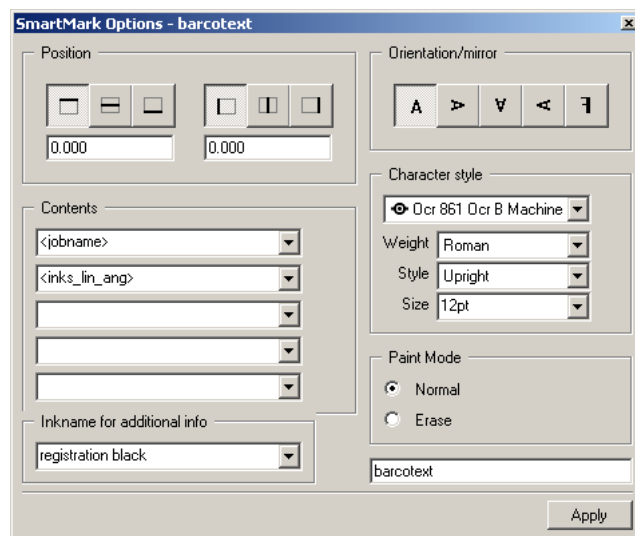 SmartMark Options - barcotext
Position
0.000
0.000
Orientation/mirror
A A A A F
Contents
<jobname>
<inks_lin_ang>
Character style
Ocr 861 Ocr B Machine
Weight Roman
Style Upright
Size 12pt
Paint Mode
Normal
Erase
Inkname for additional info
registration black
barcotext
Apply